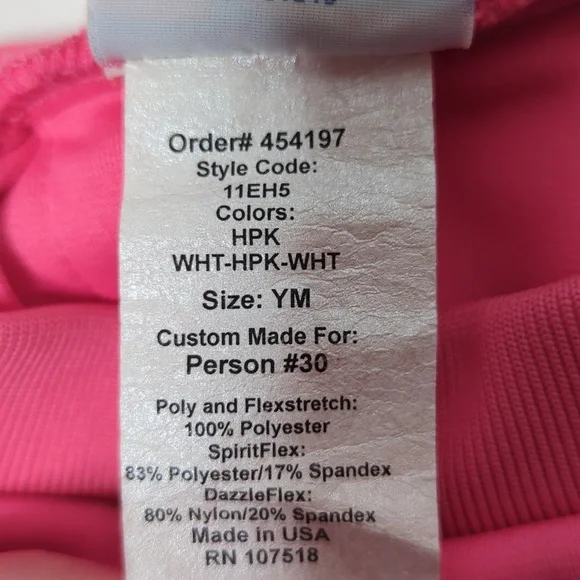 Order# 454197
Style Code:
11EH5
Colors:
HPK
WHT-HPK-WHT
Size: YM
Custom Made For:
Person #30
Poly and Flexstretch:
100% Polyester
SpiritFlex:
83% Polyester/17% Spandex
DazzleFlex:
80% Nylon/20% Spandex
Made in USA
RN 107518